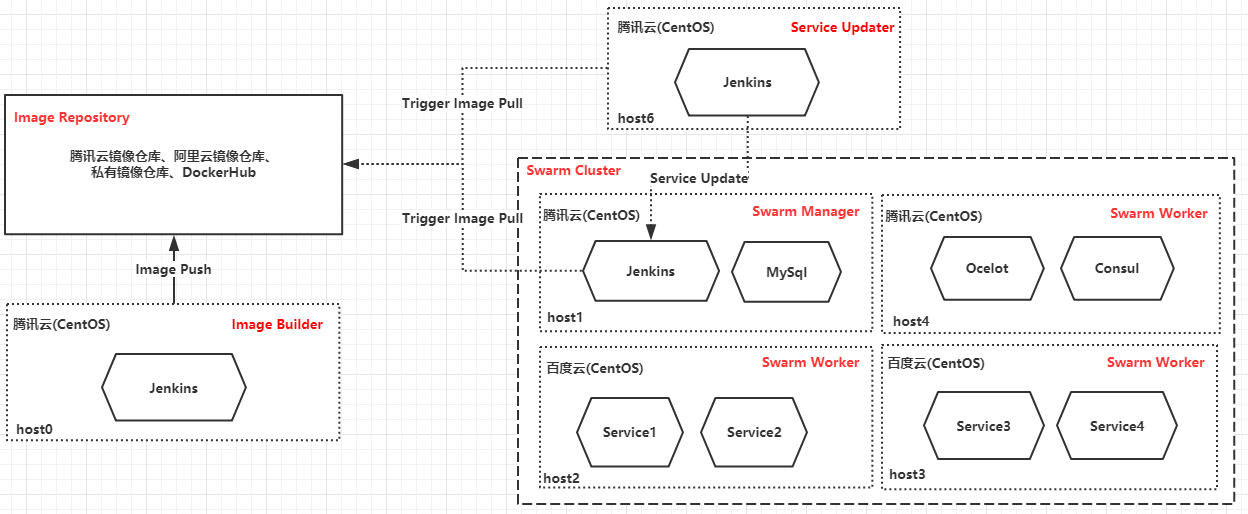 腾讯云(CentOS)
Service Updater
Jenkins
host6
Trigger Image Pull
Image Repository
腾讯云镜像仓库、阿里云镜像仓库、
私有镜像仓库、DockerHub
Trigger Image Pull
Image Push
腾讯云(CentOS)
Image Builder
Jenkins
host0
Swarm Cluster
Service Update
腾讯云(CentOS)
Swarm Manager
Jenkins
MySql
host1
腾讯云(CentOS)
Swarm Worker
Ocelot
Consul
host4
百度云(CentOS)
Swarm Worker
Service1
Service2
host2
百度云(CentOS)
Swarm Worker
Service3
Service4
host3